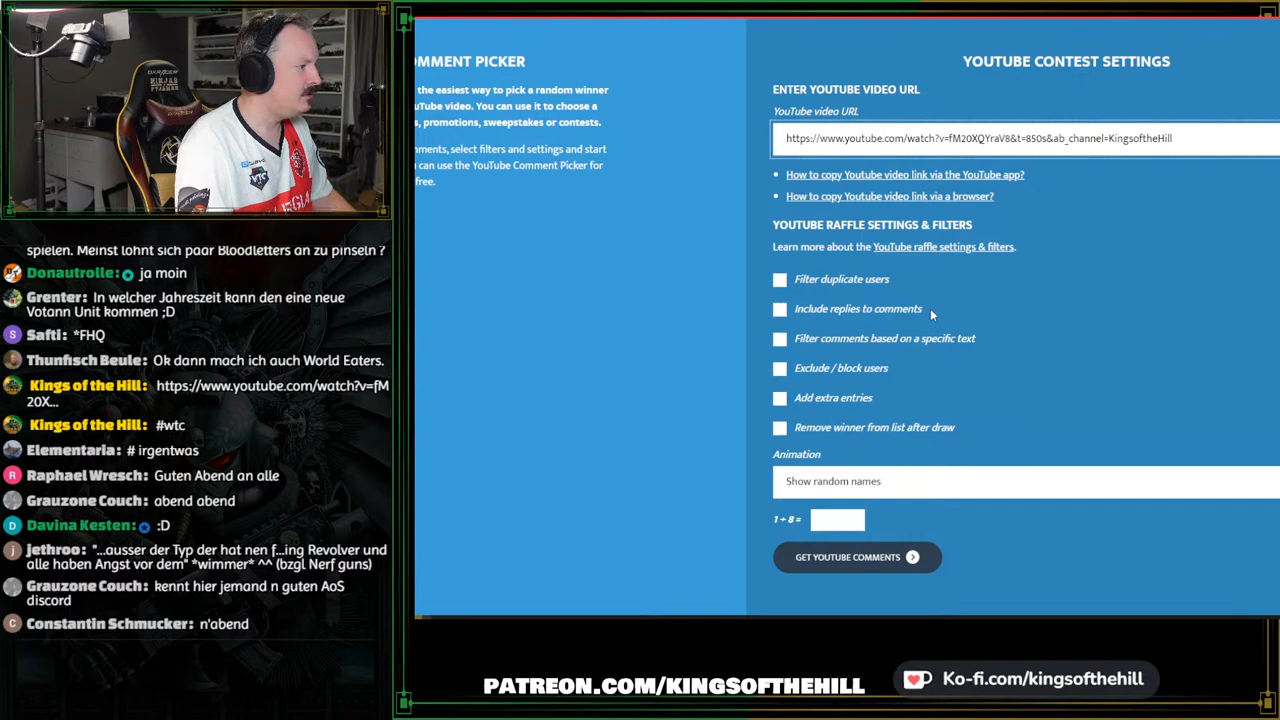 spielen. Meinst lohnt sich paar Bloodletters an zu pinseln ?
Donautrolle: ja moin
Grenter: In welcher Jahreszeit kann den eine neue
Votann Unit kommen ;D
S Safti: *FHQ
Thunfisch Beule: Ok dann mach ich auch World Eaters.
Kings of the Hill: https://www.youtube.com/watch?v=fM
20X...
Kings of the Hill: #wtc
Elementaria: # irgentwas
R Raphael Wresch: Guten Abend an alle
Grauzone Couch: abend abend
D Davina Kesten: :D
j jethroo: "...ausser der Typ der hat nen f...ing Revolver und
alle haben Angst vor dem" *wimmer* ^^ (bzgl Nerf guns)
Grauzone Couch: kennt hier jemand n guten AoS
discord
C Constantin Schmucker: n'abend
OMMENT PICKER
the easiest way to pick a random winner
uTube video. You can use it to choose a
s, promotions, sweepstakes or contests.
mments, select filters and settings and start
can use the YouTube Comment Picker for
free.
YOUTUBE CONTEST SETTINGS
ENTER YOUTUBE VIDEO URL
YouTube video URL
https://www.youtube.com/watch?v=fM20XQYraV8&t=850s&ab_channel=KingsoftheHill
How to copy Youtube video link via the YouTube app?
How to copy Youtube video link via a browser?
YOUTUBE RAFFLE SETTINGS & FILTERS
Learn more about the YouTube raffle settings & filters.
Filter duplicate users
Include replies to comments
Filter comments based on a specific text
Exclude / block users
Add extra entries
Remove winner from list after draw
Animation
Show random names
1 + 8 =
GET YOUTUBE COMMENTS
PATREON.COM/KINGSOFTHEHILL
Ko-fi.com/kingsofthehill